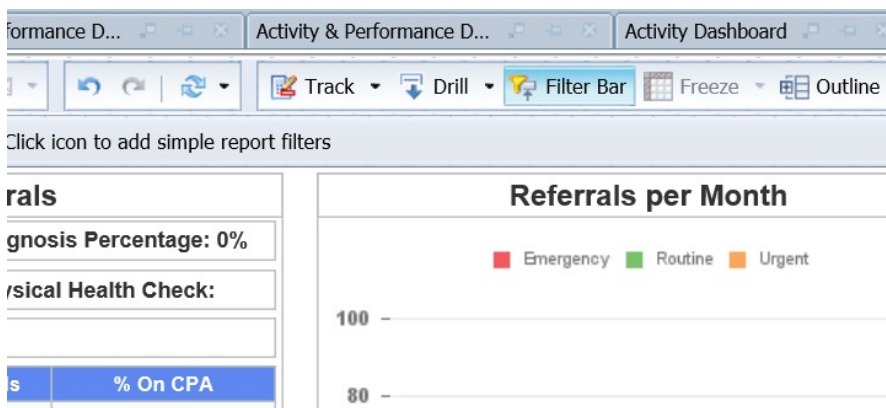 formance D... Activity & Performance D... Activity Dashboard
Track Drill Filter Bar Freeze Outline
Click icon to add simple report filters
rals
gnosis Percentage: 0%
ysical Health Check:
ls % On CPA
Referrals per Month
Emergency Routine Urgent
100
80